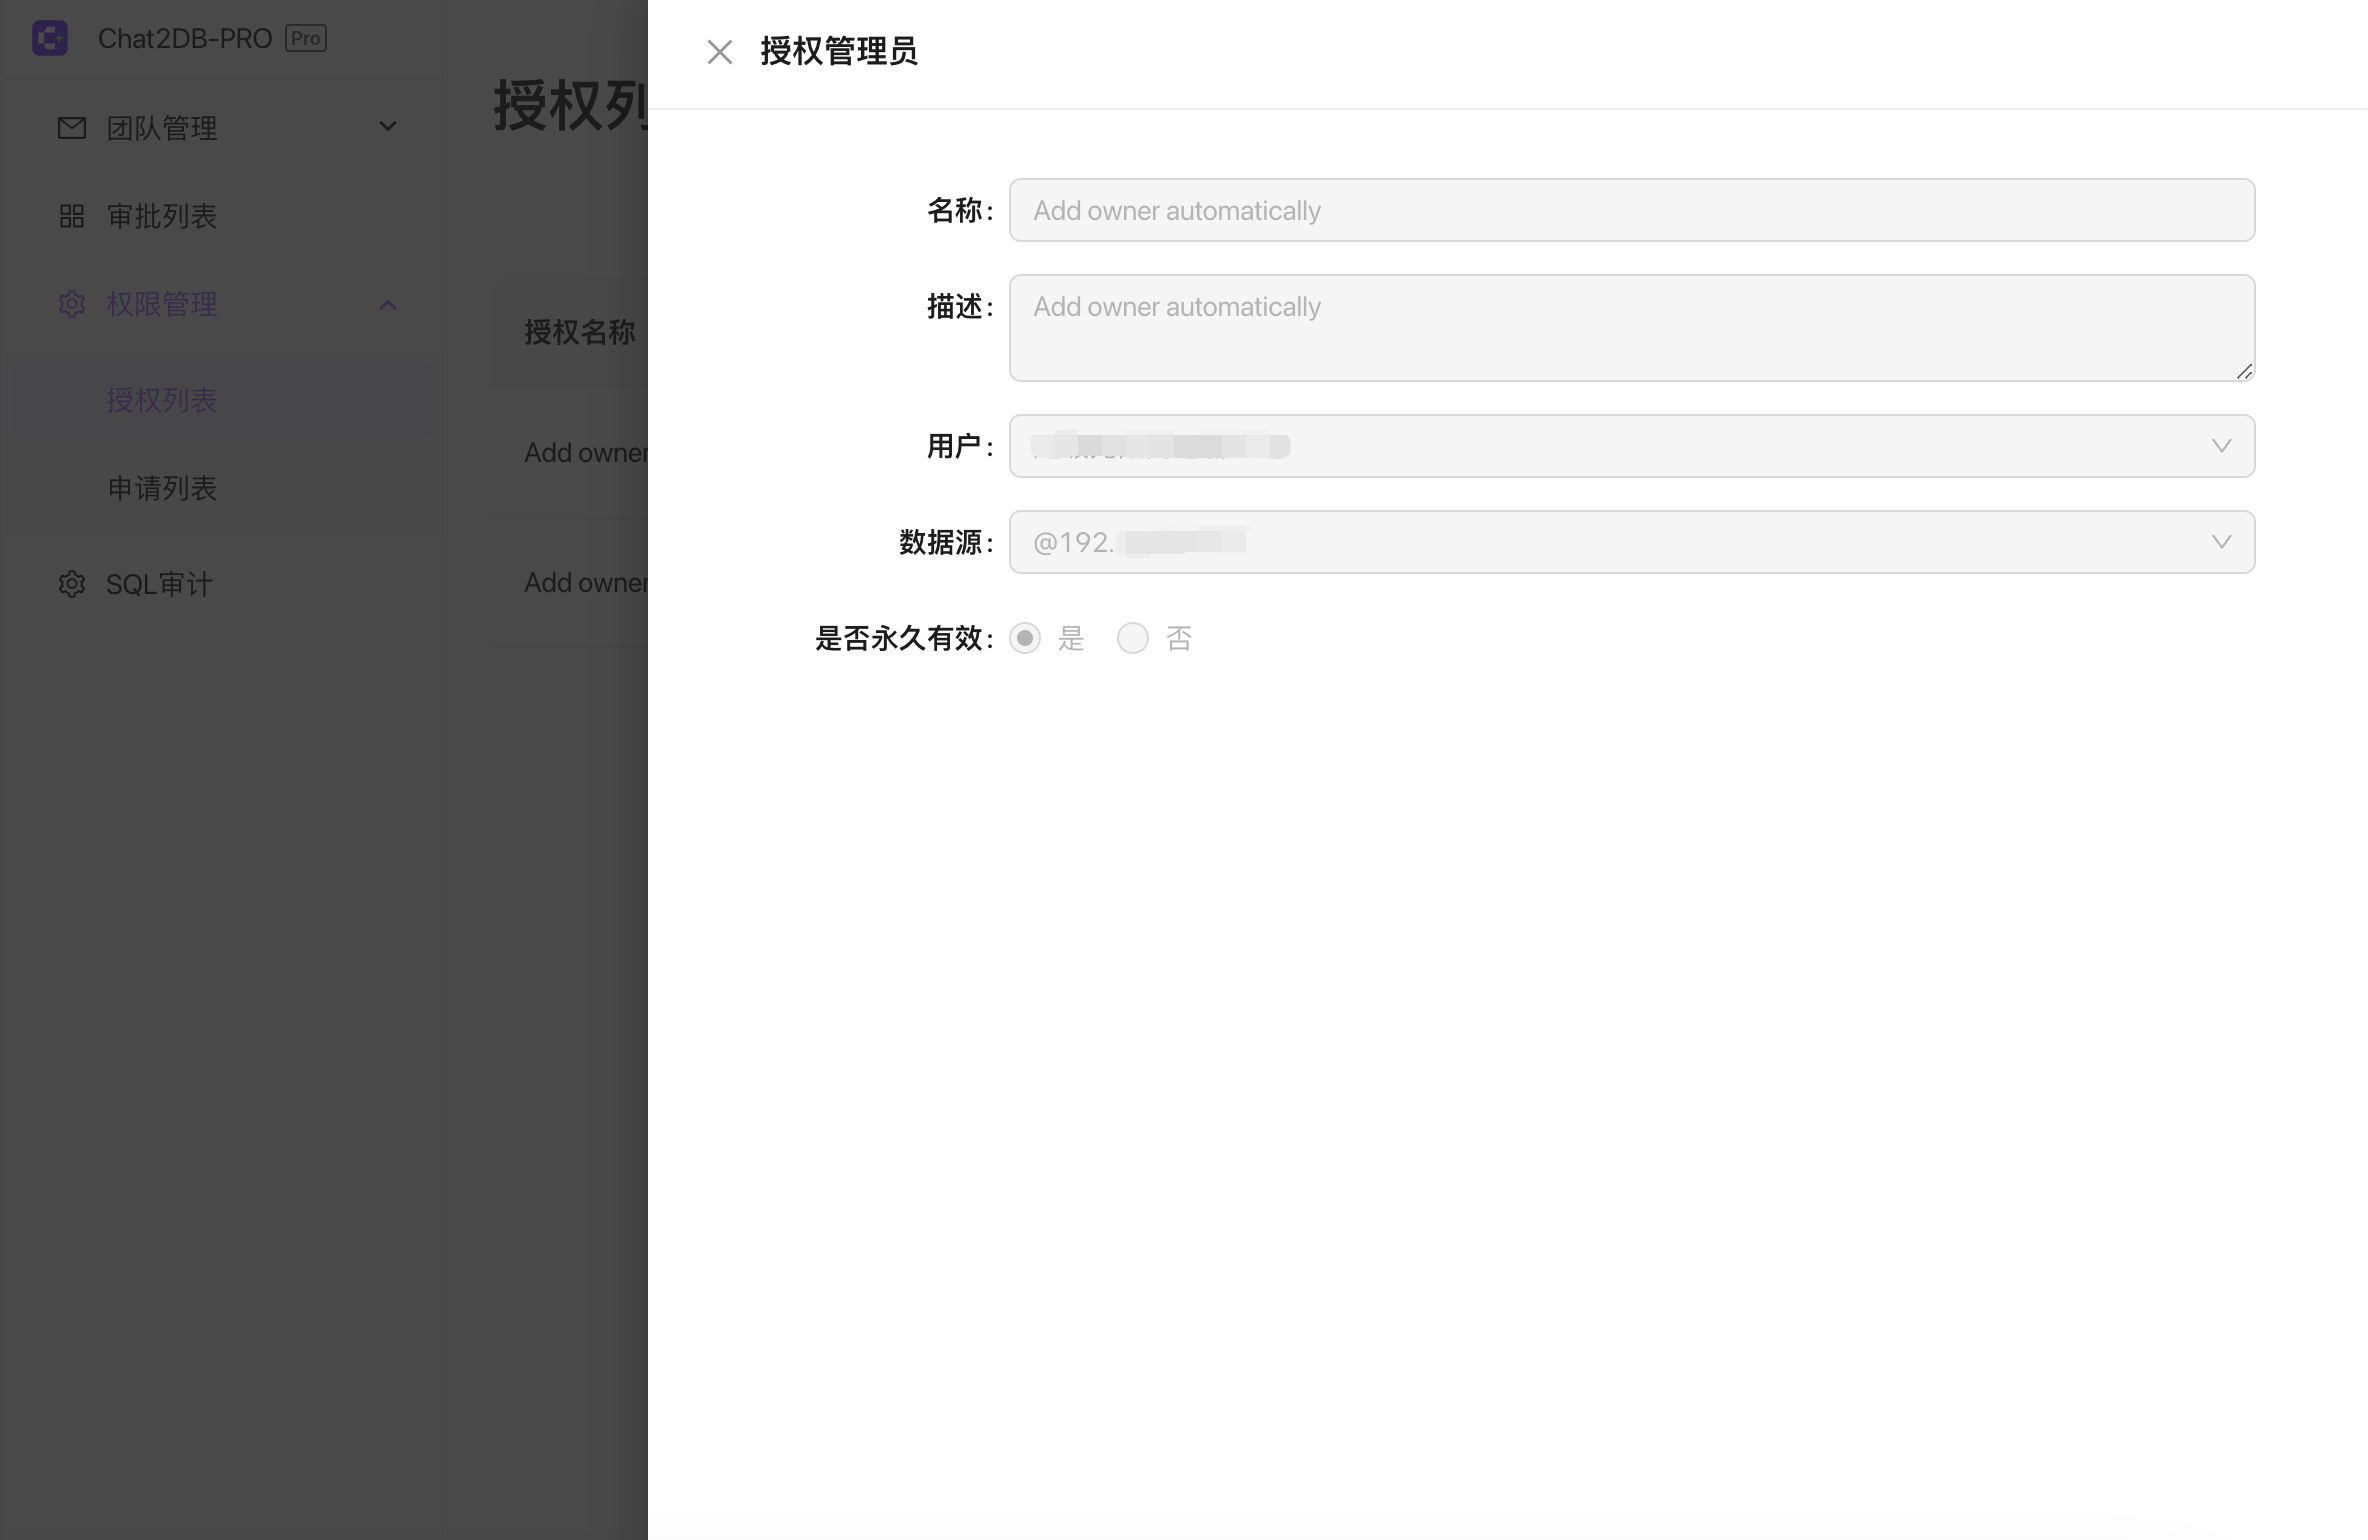 Chat2DB-PRO Pro
团队管理
审批列表
权限管理
授权列表
申请列表
SQL审计
授权列
授权名称
Add owner
Add owner
授权管理员
名称: Add owner automatically
描述: Add owner automatically
用户:
数据源: @192.
是否永久有效: 是 否